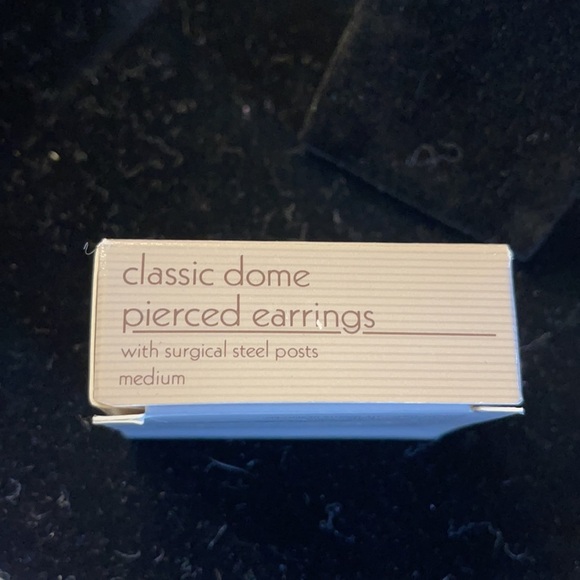 classic dome
pierced earrings
with surgical steel posts
medium